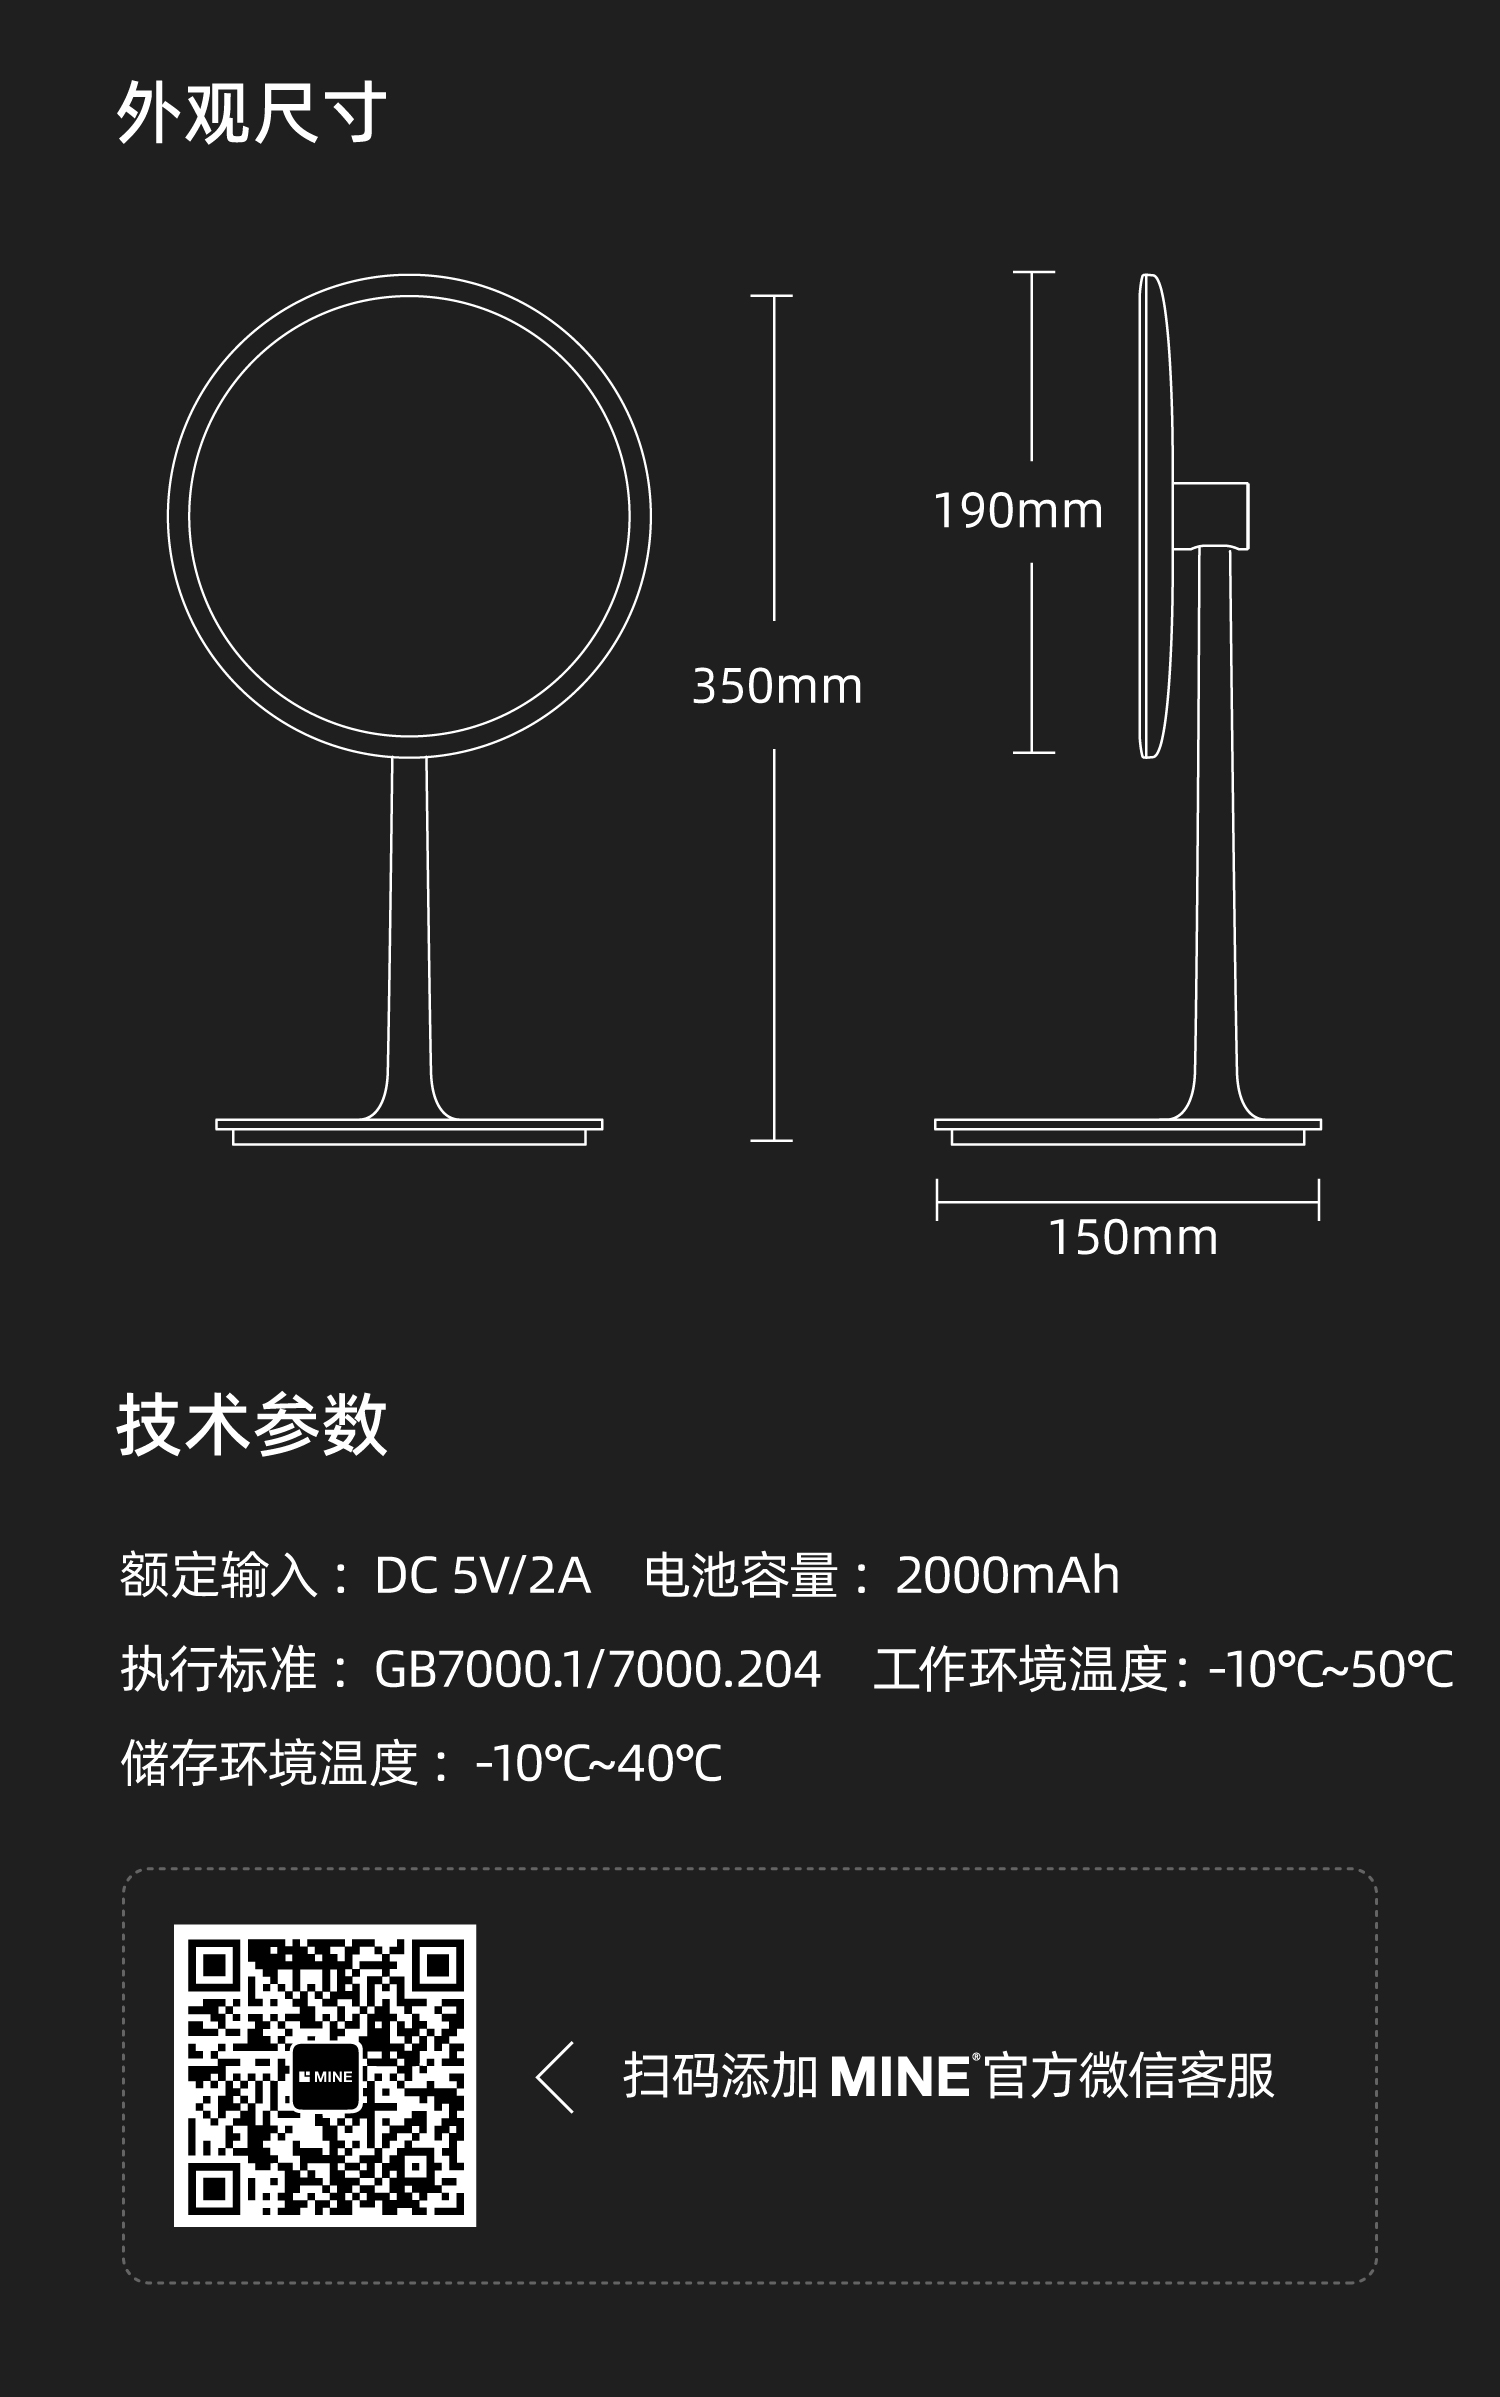 外观尺寸
190mm
350mm
150mm
技术参数
额定输入：DC 5V/2A 电池容量：2000mAh
执行标准：GB7000.1/7000.204 工作环境温度：-10℃~50℃
储存环境温度：-10℃~40℃
MINE
扫码添加 MINE®官方微信客服